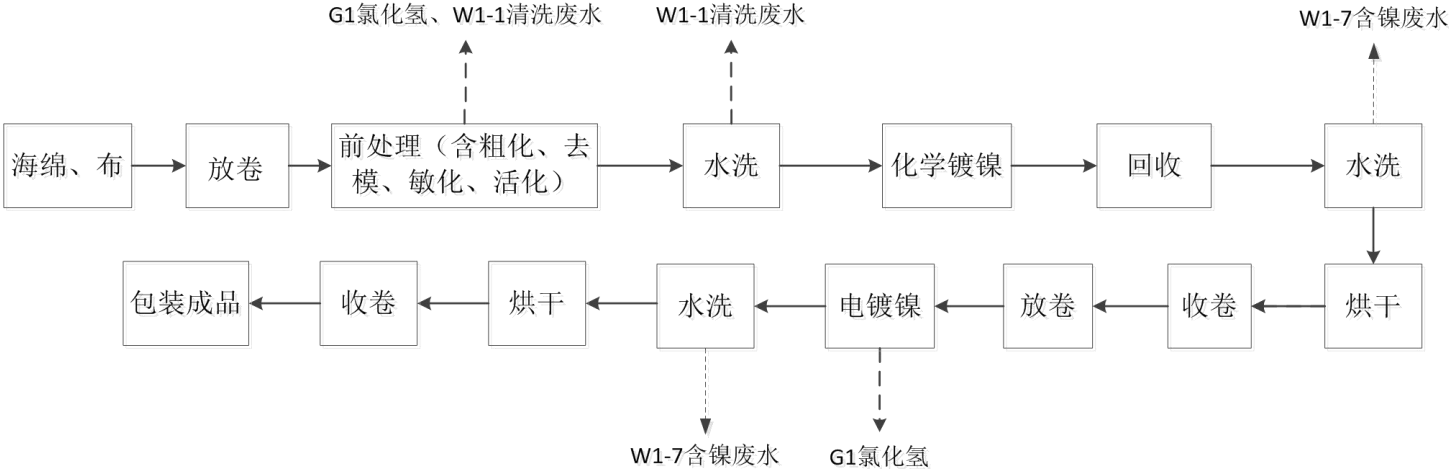 G1氯化氢、W1-1清洗废水
W1-1清洗废水
W1-7含镍废水
海绵、布
放卷
前处理（含粗化、去
模、敏化、活化）
水洗
化学镀镍
回收
水洗
包装成品
收卷
烘干
水洗
电镀镍
放卷
收卷
烘干
W1-7含镍废水
G1氯化氢